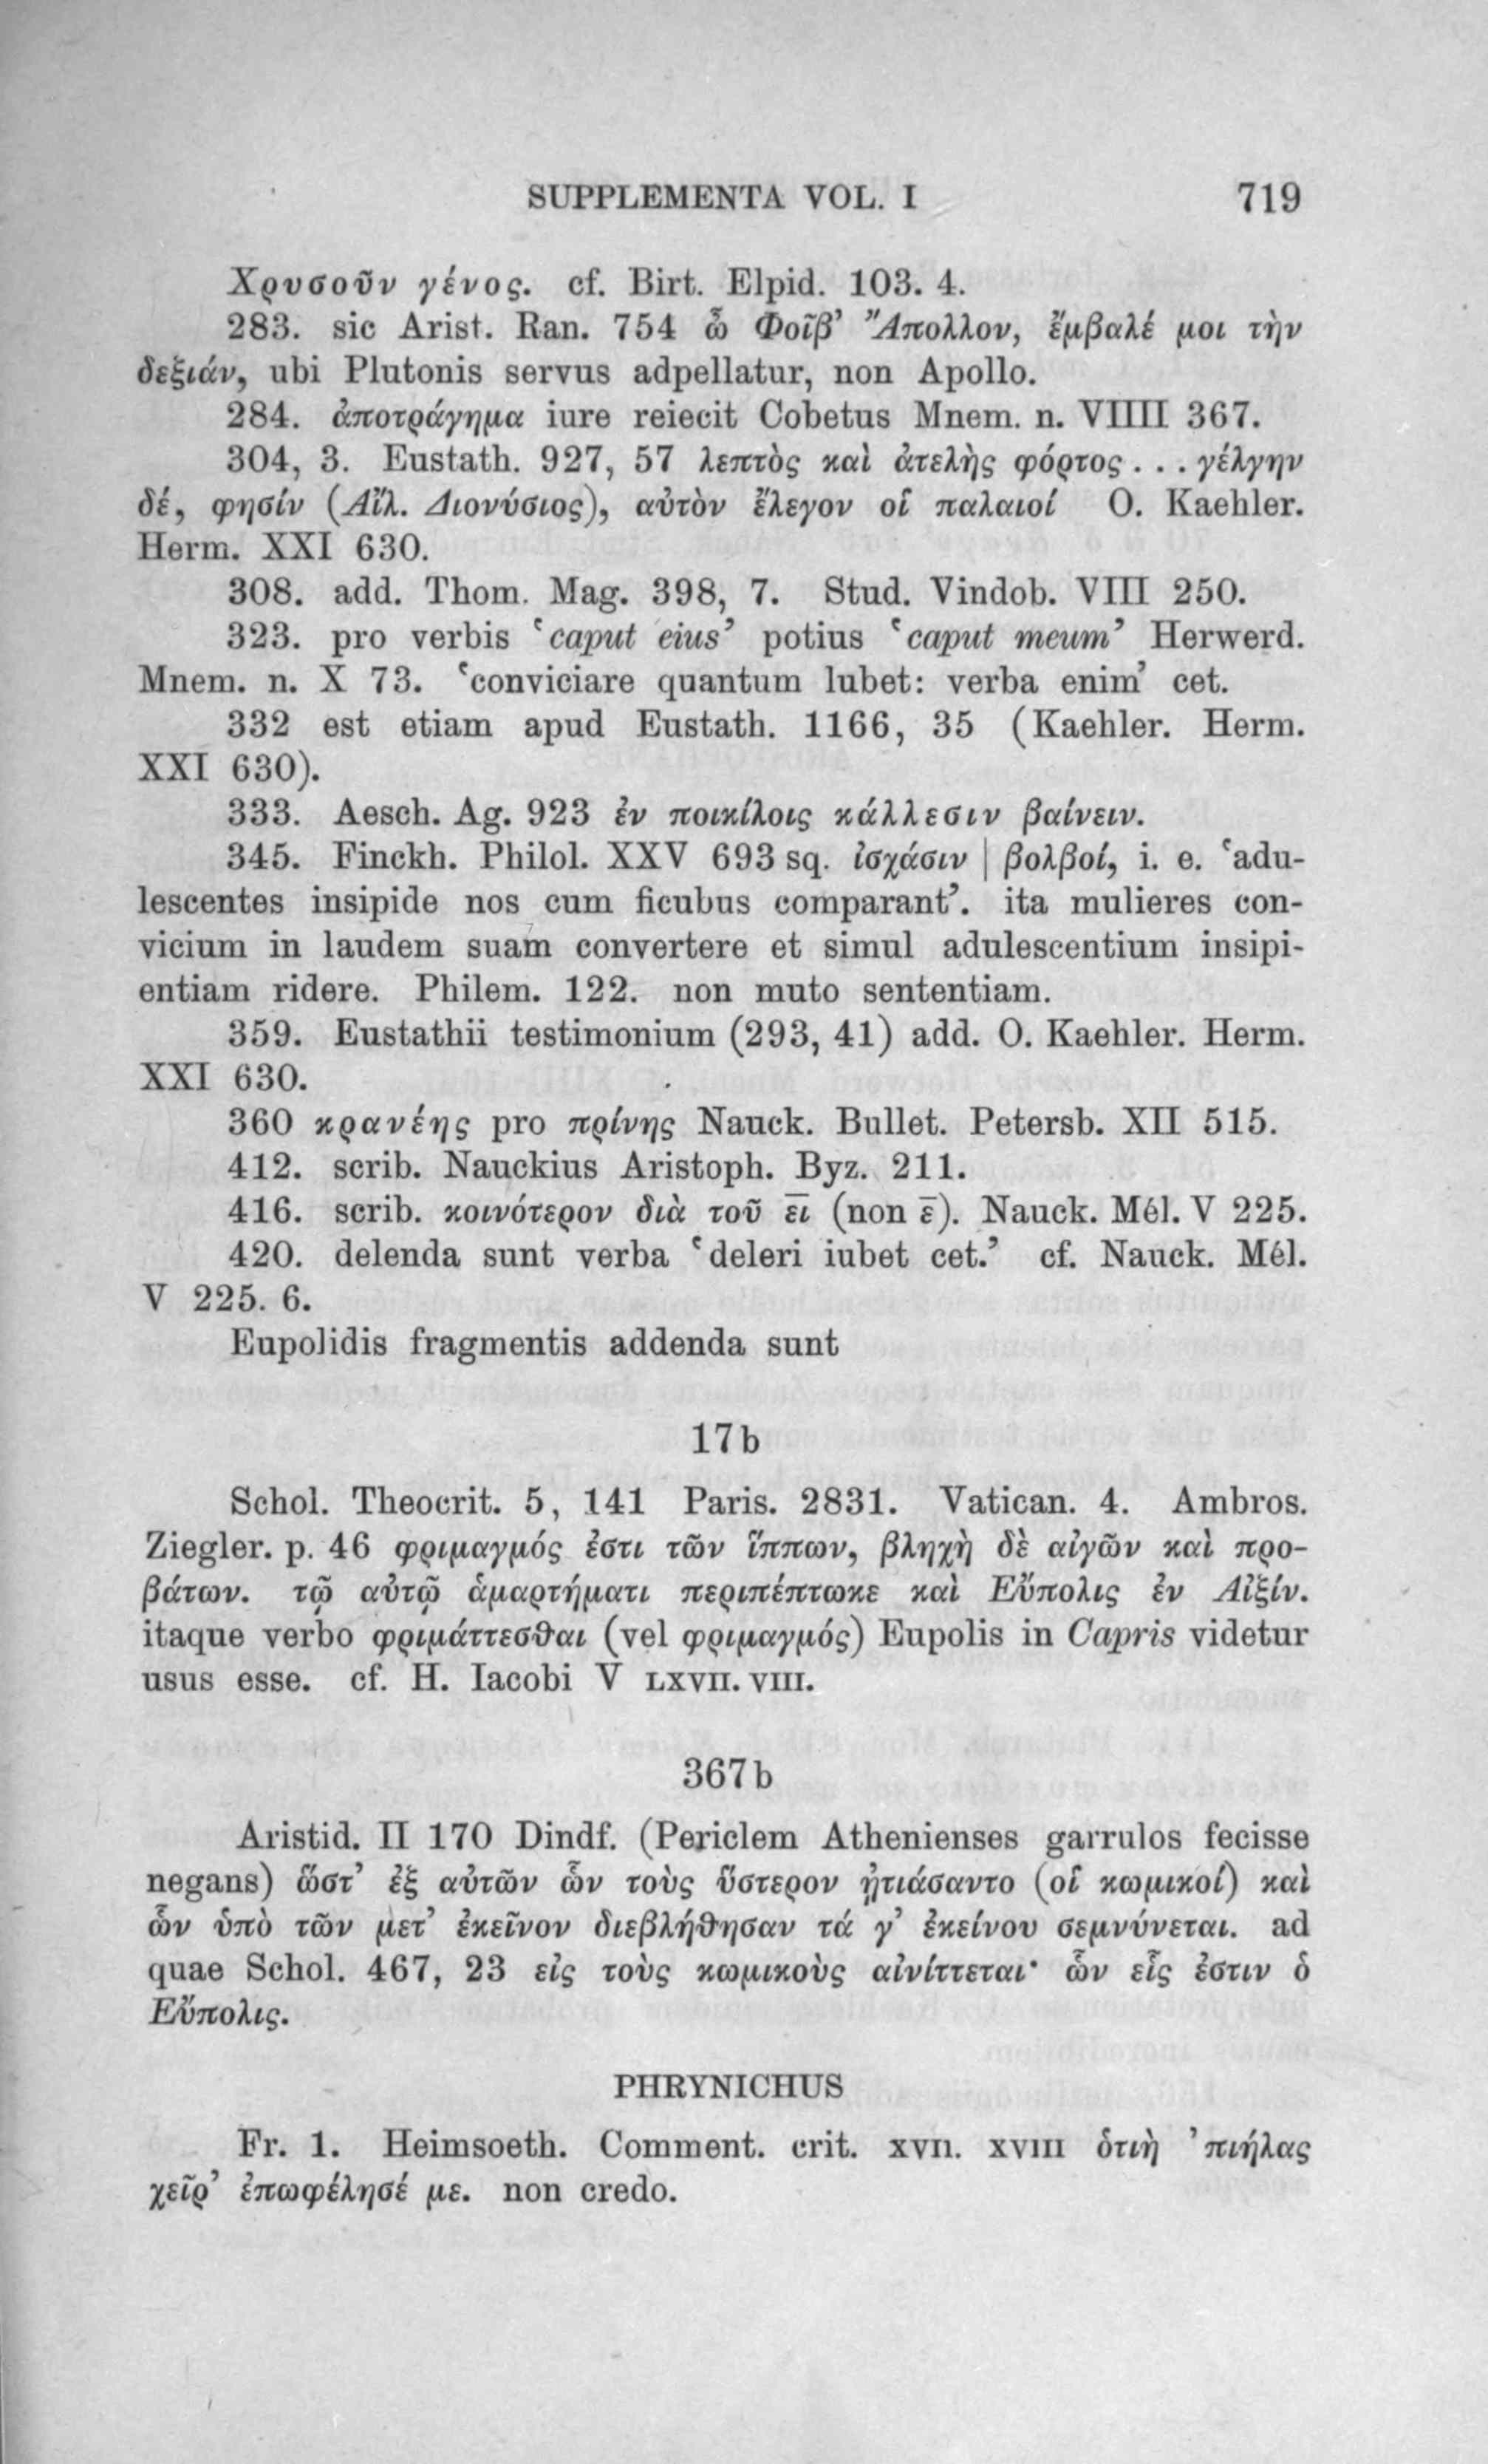 SUPPLEMENTA VOL. I 719
Χρυσοῦν γένος. cf. Birt. Elpid. 103. 4.
283. sic Arist. Ran. 754 ὦ Φοῖβ’ Ἄπολλον, ἔμβαλέ μοι τὴν
δεξιάν, ubi Plutonis servus adpellatur, non Apollo.
284. ἀποτράγημα iure reiecit Cobetus Mnem. n. VIIII 367.
304, 3. Eustath. 927, 57 λεπτὸς καὶ ἀτελὴς φόρτος . . . γέλγην
δέ, φησίν (Αἴλ. Διονύσιος), αὐτὸν ἔλεγον οἱ παλαιοί O. Kaehler.
Herm. XXI 630.
308. add. Thom. Mag. 398, 7. Stud. Vindob. VIII 250.
323. pro verbis ‘caput eius’ potius ‘caput meum’ Herwerd.
Mnem. n. X 73. ‘conviciare quantum lubet: verba enim’ cet.
332 est etiam apud Eustath. 1166, 35 (Kaehler. Herm.
XXI 630).
333. Aesch. Ag. 923 ἐν ποικίλοις κάλλεσιν βαίνειν.
345. Finckh. Philol. XXV 693 sq. ἰσχάσιν | βολβοί, i. e. ‘adu-
lescentes insipide nos cum ficubus comparant’. ita mulieres con-
vicium in laudem suam convertere et simul adulescentium insipi-
entiam ridere. Philem. 122. non muto sententiam.
359. Eustathii testimonium (293, 41) add. O. Kaehler. Herm.
XXI 630.
360 κρανέης pro πρίνης Nauck. Bullet. Petersb. XII 515.
412. scrib. Nauckius Aristoph. Byz. 211.
416. scrib. κοινότερον διὰ τοῦ ε̅ι̅ (non ε̅). Nauck. Mél. V 225.
420. delenda sunt verba ‘deleri iubet cet.’ cf. Nauck. Mél.
V 225. 6.
Eupolidis fragmentis addenda sunt
17b
Schol. Theocrit. 5, 141 Paris. 2831. Vatican. 4. Ambros.
Ziegler. p. 46 φριμαγμός ἐστι τῶν ἵππων, βληχὴ δὲ αἰγῶν καὶ προ-
βάτων. τῷ αὐτῷ ἁμαρτήματι περιπέπτωκε καὶ Εὔπολις ἐν Αἰξίν.
itaque verbo φριμάττεσθαι (vel φριμαγμός) Eupolis in Capris videtur
usus esse. cf. H. Iacobi V LXVII. VIII.
367b
Aristid. II 170 Dindf. (Periclem Athenienses garrulos fecisse
negans) ὥστ’ ἐξ αὐτῶν ὧν τοὺς ὕστερον ᾐτιάσαντο (οἱ κωμικοί) καὶ
ὧν ὑπὸ τῶν μετ’ ἐκεῖνον διεβλήθησαν τά γ’ ἐκείνου σεμνύνεται. ad
quae Schol. 467, 23 εἰς τοὺς κωμικοὺς αἰνίττεται· ὧν εἷς ἐστιν ὁ
Εὔπολις.
PHRYNICHUS
Fr. 1. Heimsoeth. Comment. crit. XVII. XVIII ὁτιὴ ’πιήλας
χεῖρ’ ἐπωφέλησέ με. non credo.